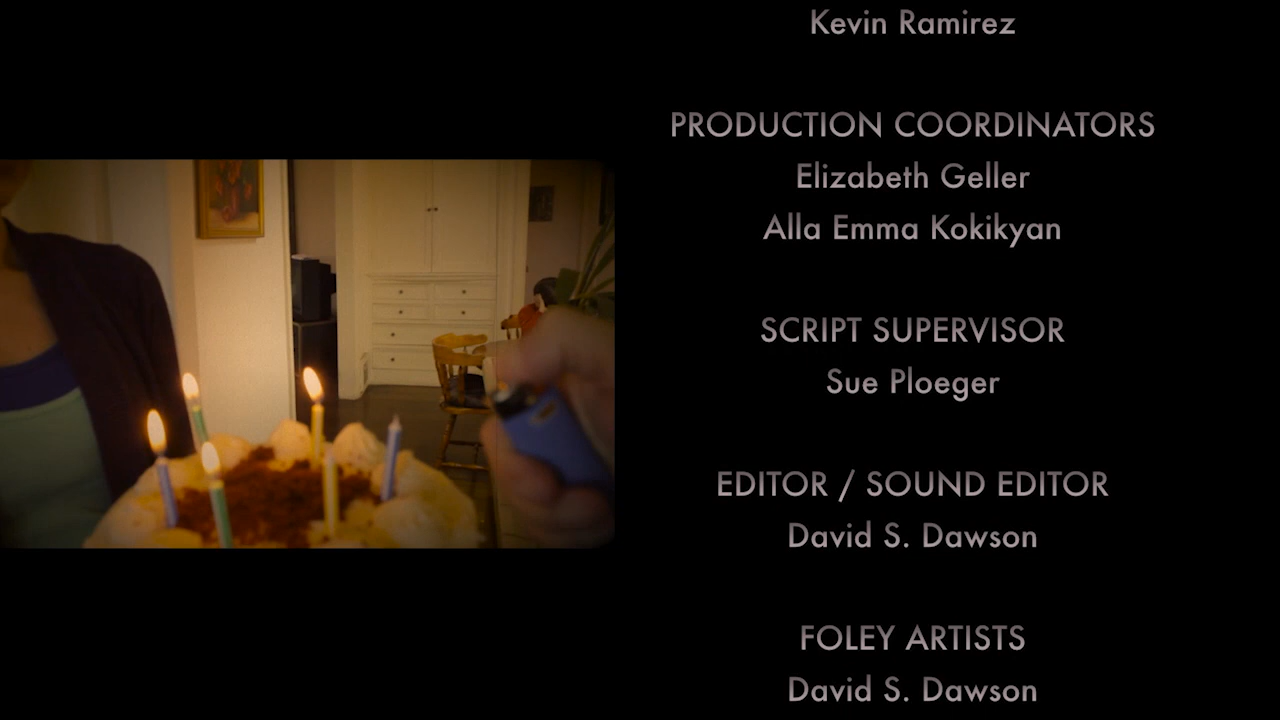 Kevin Ramirez
PRODUCTION COORDINATORS
Elizabeth Geller
Alla Emma Kokikyan
SCRIPT SUPERVISOR
Sue Ploeger
EDITOR / SOUND EDITOR
David S. Dawson
FOLEY ARTISTS
David S. Dawson